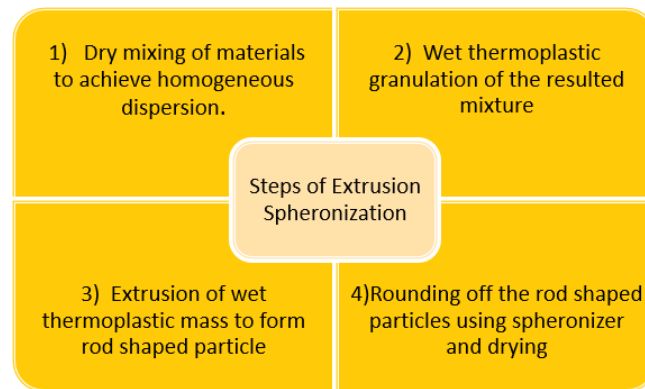 1) Dry mixing of materials
to achieve homogeneous
dispersion.
2) Wet thermoplastic
granulation of the resulted
mixture
Steps of Extrusion
Spheronization
3) Extrusion of wet
thermoplastic mass to form
rod shaped particle
4)Rounding off the rod shaped
particles using spheronizer
and drying